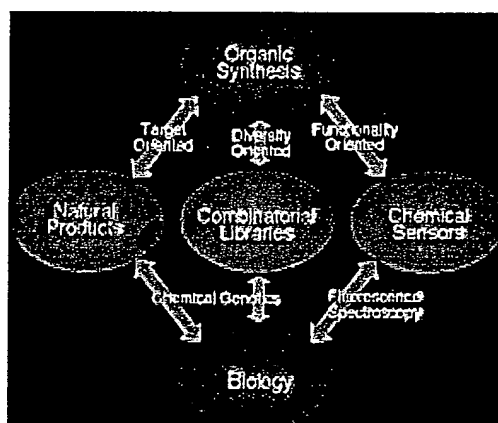 Organic
Synthesis
Target
Oriented
Diversity
Oriented
Functionality
Oriented
Natural
Products
Combinatorial
Libraries
Chemical
Sensors
Chemical Genetics
Fluorescence
Spectroscopy
Biology